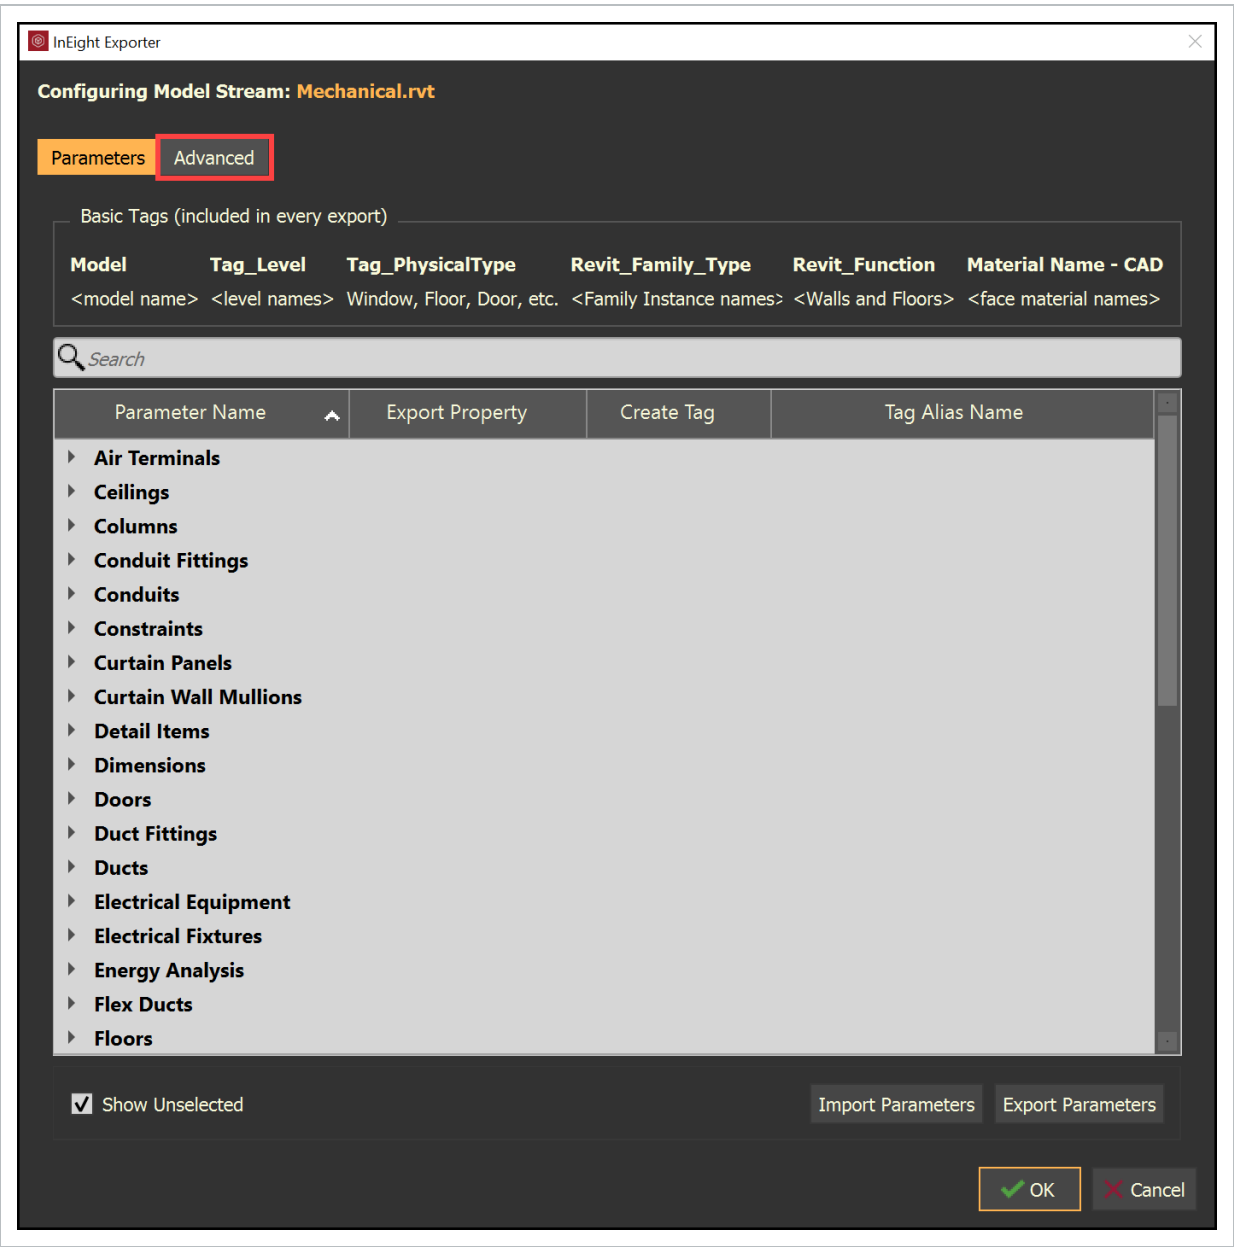 InEight Exporter
Configuring Model Stream: Mechanical.rvt
Parameters Advanced
Basic Tags (included in every export)
Model Tag_Level Tag_PhysicalType Revit_Family_Type Revit_Function Material Name - CAD
<model name> <level names> Window, Floor, Door, etc. <Family Instance names> <Walls and Floors> <face material names>
Search
Parameter Name Export Property Create Tag Tag Alias Name
Air Terminals
Ceilings
Columns
Conduit Fittings
Conduits
Constraints
Curtain Panels
Curtain Wall Mullions
Detail Items
Dimensions
Doors
Duct Fittings
Ducts
Electrical Equipment
Electrical Fixtures
Energy Analysis
Flex Ducts
Floors
Show Unselected Import Parameters Export Parameters
OK Cancel